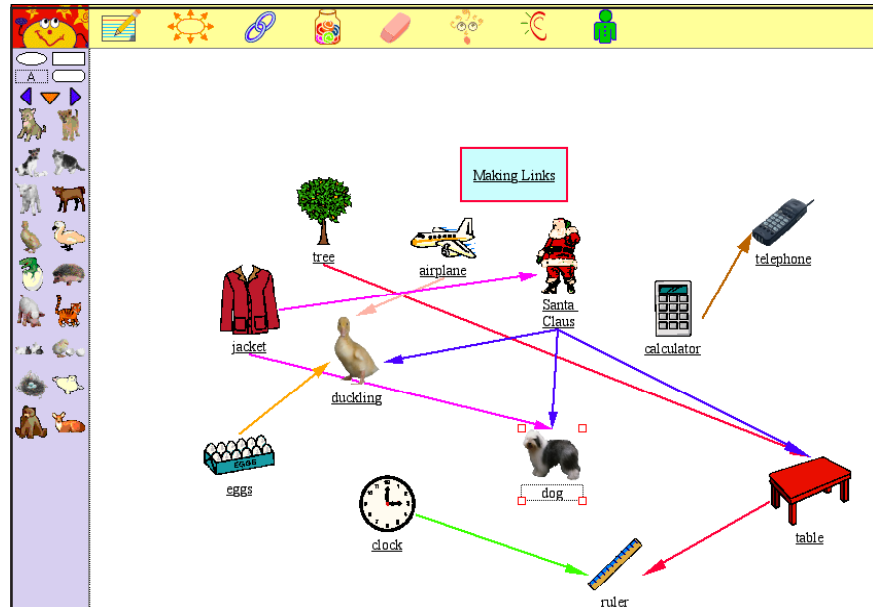 A
Making Links
tree
airplane
telephone
Santa
Claus
jacket
calculator
duckling
EGGS
eggs
dog
clock
table
ruler